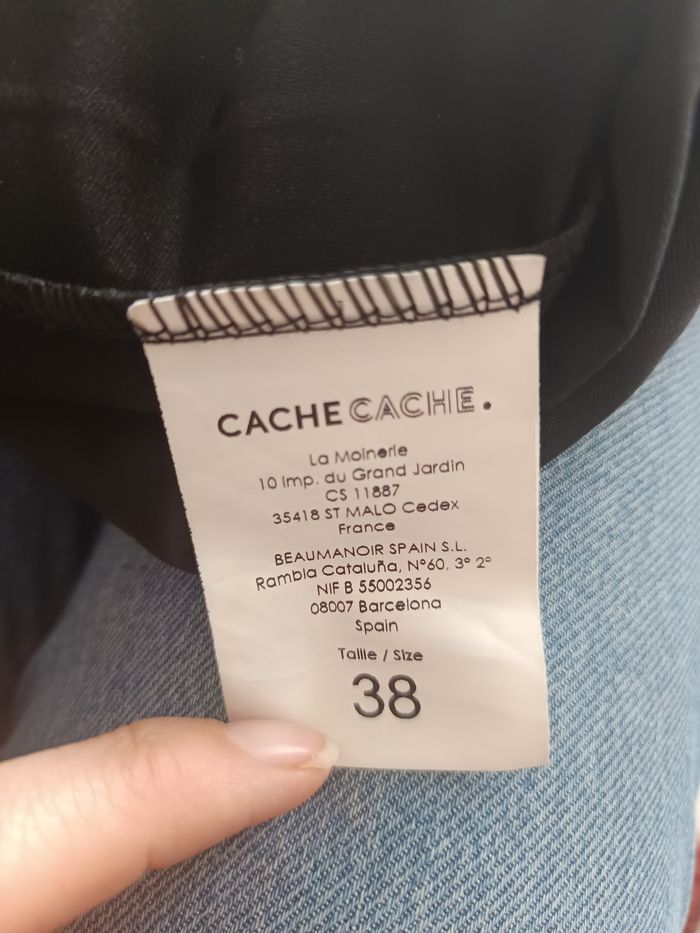 CACHE CACHE.
La Moinerie
10 Imp. du Grand Jardin
CS 11887
35418 ST MALO Cedex
France
BEAUMANOIR SPAIN S.L.
Rambla Cataluña, N°60, 3° 2°
NIF B 55002356
08007 Barcelona
Spain
Taille / Size
38